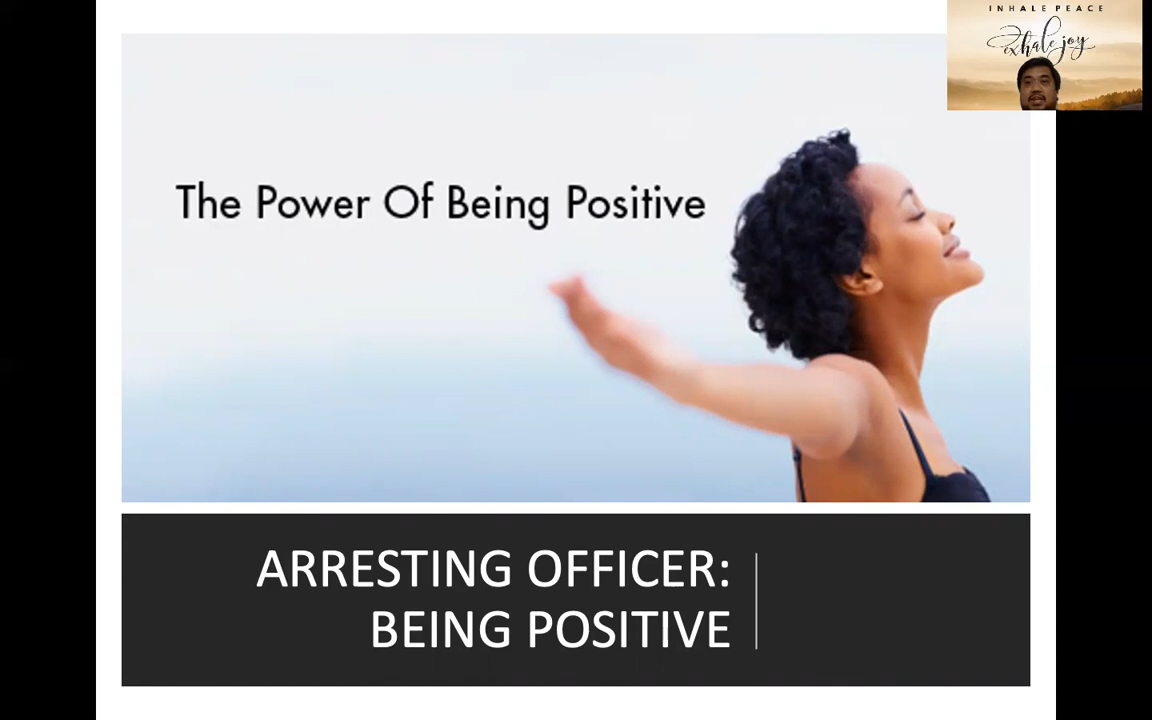 INHALE PEACE
exhale joy
The Power Of Being Positive
ARRESTING OFFICER:
BEING POSITIVE